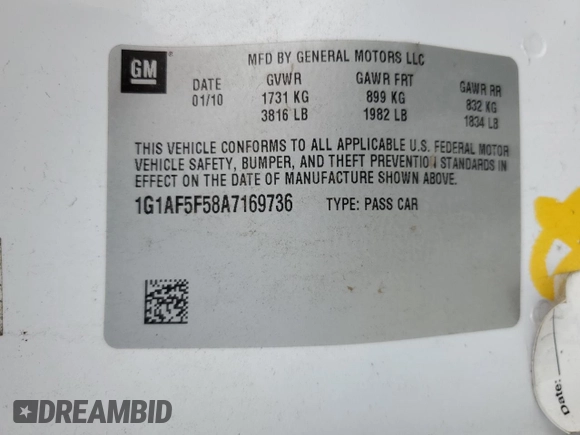 GM
MFD BY GENERAL MOTORS LLC
DATE GVWR GAWR FRT GAWR RR
01/10 1731 KG 899 KG 832 KG
3816 LB 1982 LB 1834 LB
THIS VEHICLE CONFORMS TO ALL APPLICABLE U.S. FEDERAL MOTOR
VEHICLE SAFETY, BUMPER, AND THEFT PREVENTION STANDARDS IN
EFFECT ON THE DATE OF MANUFACTURE SHOWN ABOVE.
1G1AF5F58A7169736 TYPE: PASS CAR
Date:
DREAMBID